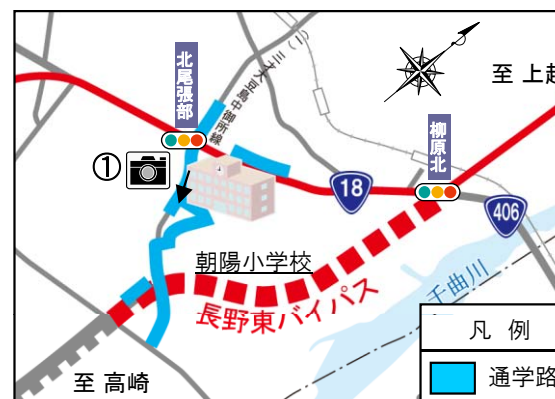 北尾張部
(一)三才大豆島中御所線
至 上越
柳原北
①
18
406
朝陽小学校
長野東バイパス
千曲川
凡 例
通学路
至 高崎